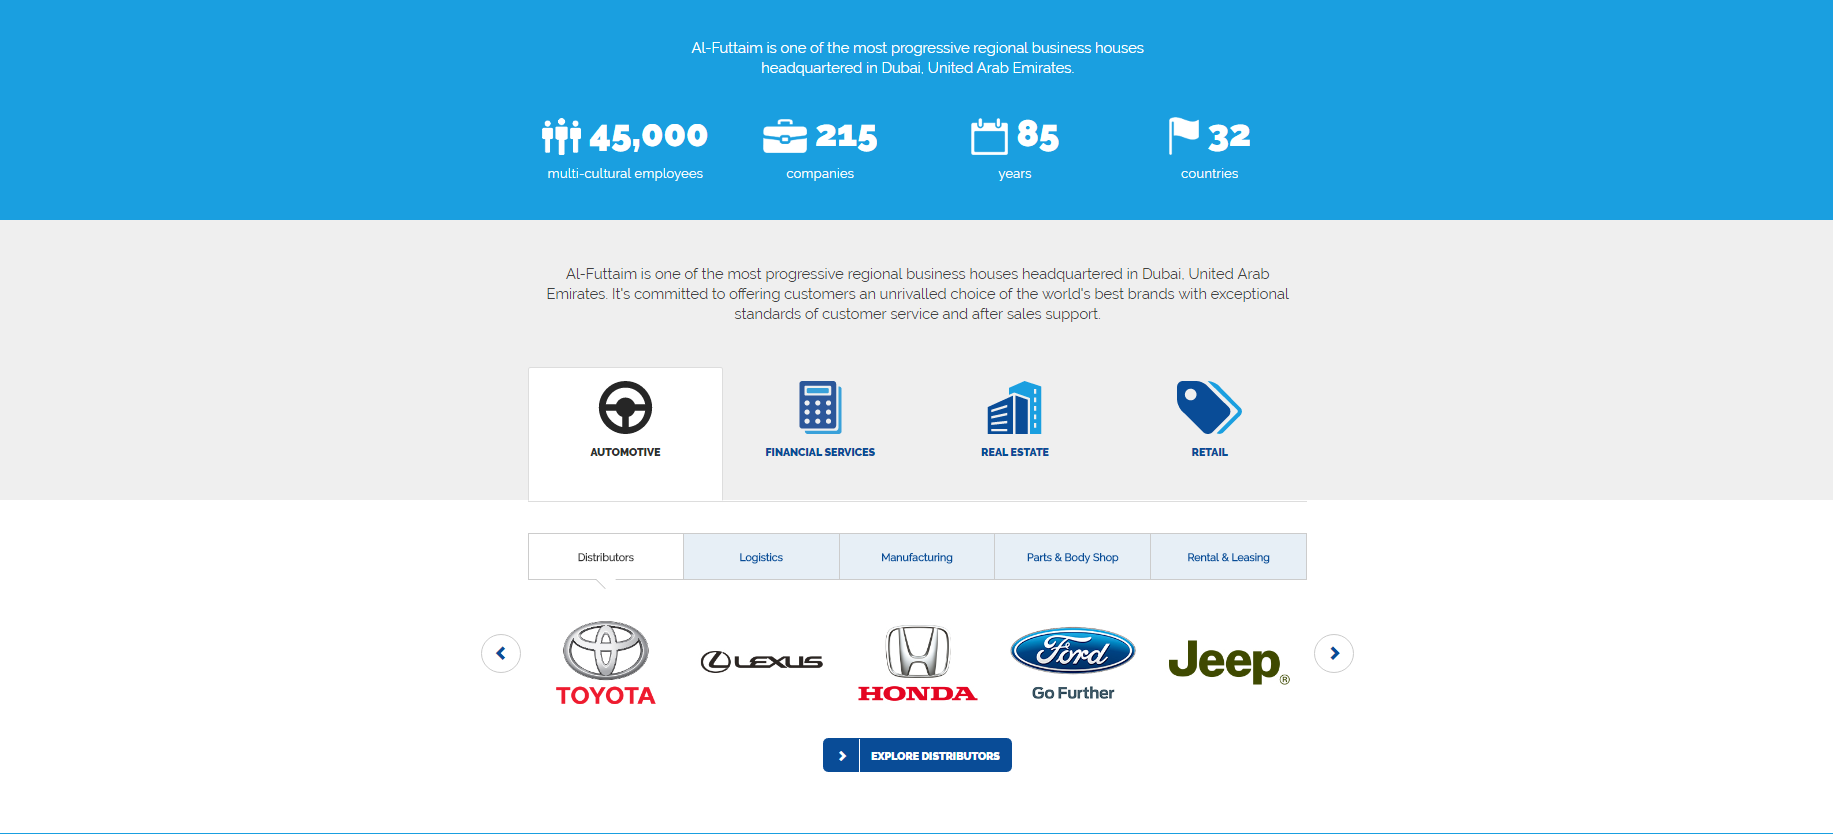 Al-Futtaim is one of the most progressive regional business houses
headquartered in Dubai, United Arab Emirates.
45,000
multi-cultural employees
215
companies
85
years
32
countries
Al-Futtaim is one of the most progressive regional business houses headquartered in Dubai, United Arab
Emirates. It's committed to offering customers an unrivalled choice of the world's best brands with exceptional
standards of customer service and after sales support.
AUTOMOTIVE
FINANCIAL SERVICES
REAL ESTATE
RETAIL
Distributors
Logistics
Manufacturing
Parts & Body Shop
Rental & Leasing
TOYOTA
LEXUS
HONDA
Ford
Go Further
Jeep®
EXPLORE DISTRIBUTORS